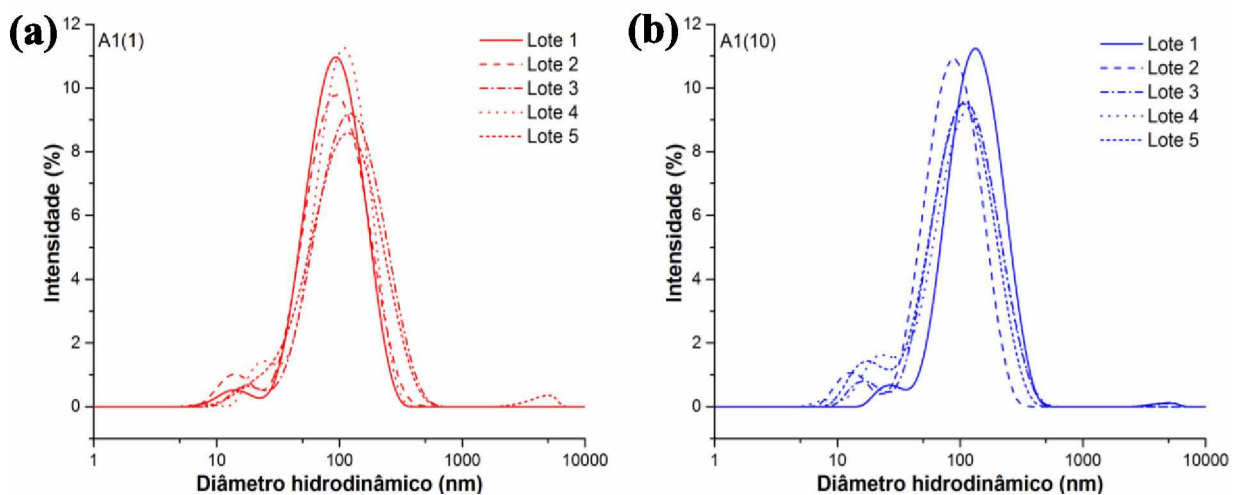 (a)
A1(1)
Intensidade (%)
12
10
8
6
4
2
0
1
10
100
1000
10000
Diâmetro hidrodinâmico (nm)
Lote 1
Lote 2
Lote 3
Lote 4
Lote 5
(b)
A1(10)
Intensidade (%)
12
10
8
6
4
2
0
1
10
100
1000
10000
Diâmetro hidrodinâmico (nm)
Lote 1
Lote 2
Lote 3
Lote 4
Lote 5